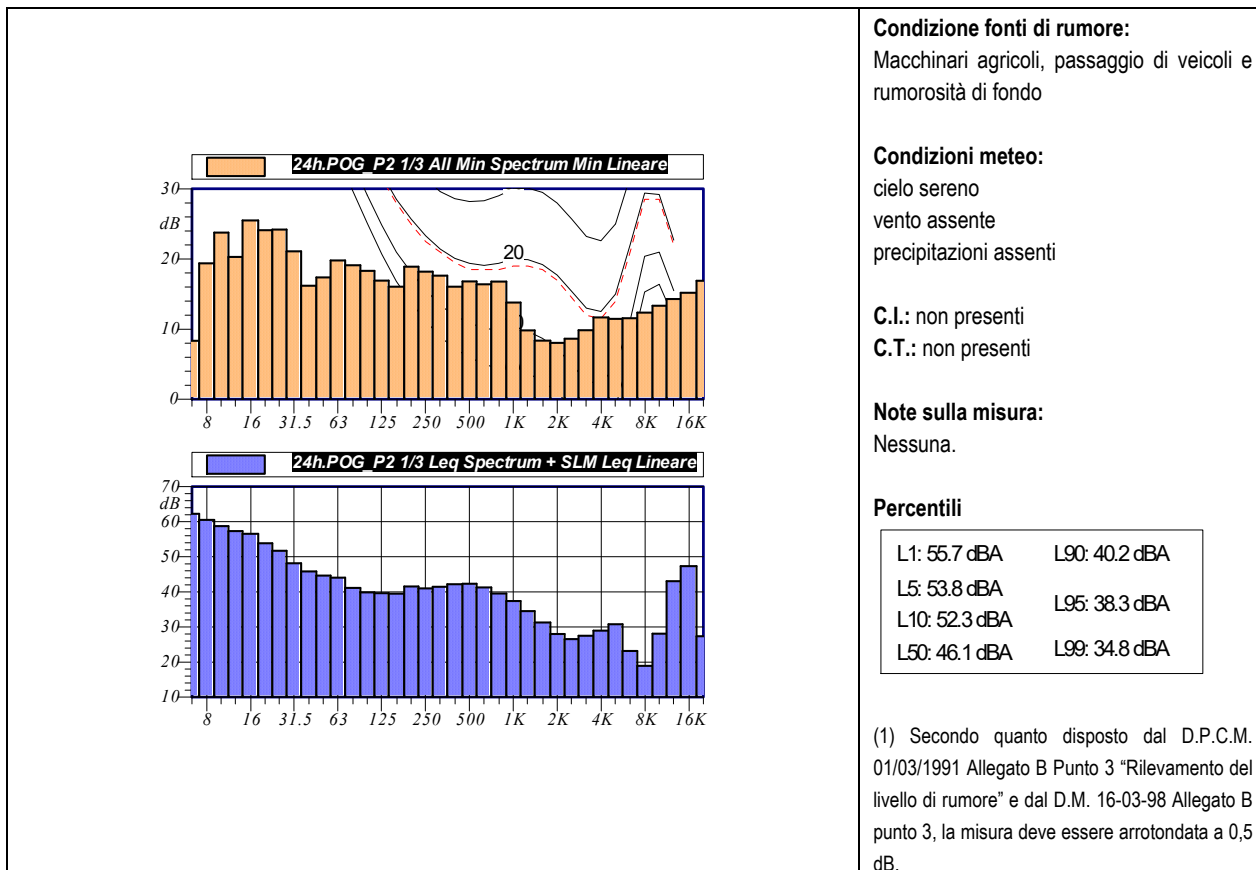 24h.POG_P2 1/3 All Min Spectrum Min Lineare
30
dB
20
20
10
0
8 16 31.5 63 125 250 500 1K 2K 4K 8K 16K
24h.POG_P2 1/3 Leq Spectrum + SLM Leq Lineare
70
dB
60
50
40
30
20
10
8 16 31.5 63 125 250 500 1K 2K 4K 8K 16K
Condizione fonti di rumore:
Macchinari agricoli, passaggio di veicoli e
rumorosità di fondo
Condizioni meteo:
cielo sereno
vento assente
precipitazioni assenti
C.I.: non presenti
C.T.: non presenti
Note sulla misura:
Nessuna.
Percentili
L1: 55.7 dBA L90: 40.2 dBA
L5: 53.8 dBA
L95: 38.3 dBA
L10: 52.3 dBA
L50: 46.1 dBA L99: 34.8 dBA
(1) Secondo quanto disposto dal D.P.C.M.
01/03/1991 Allegato B Punto 3 “Rilevamento del
livello di rumore” e dal D.M. 16-03-98 Allegato B
punto 3, la misura deve essere arrotondata a 0,5
dB.